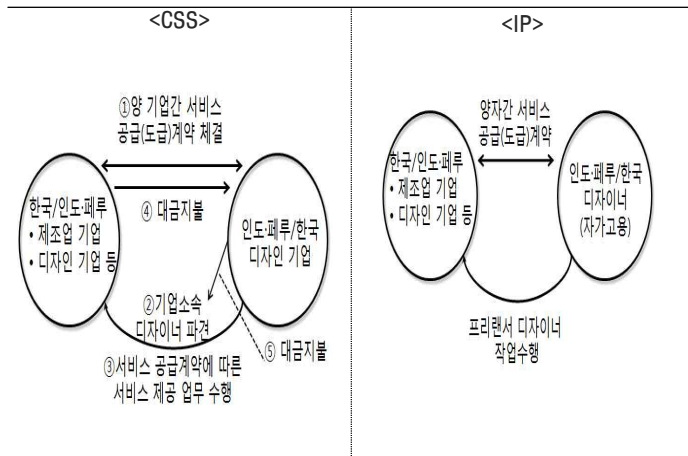 <CSS>
①양 기업간 서비스
공급(도급)계약 체결
④ 대금지불
한국/인도·페루
• 제조업 기업
• 디자인 기업 등
인도·페루/한국
디자인 기업
②기업소속
디자이너 파견
⑤ 대금지불
③서비스 공급계약에 따른
서비스 제공 업무 수행
<IP>
양자간 서비스
공급(도급)계약
한국/인도·페루
• 제조업 기업
• 디자인 기업 등
인도·페루/한국
디자이너
(자가고용)
프리랜서 디자이너
작업수행